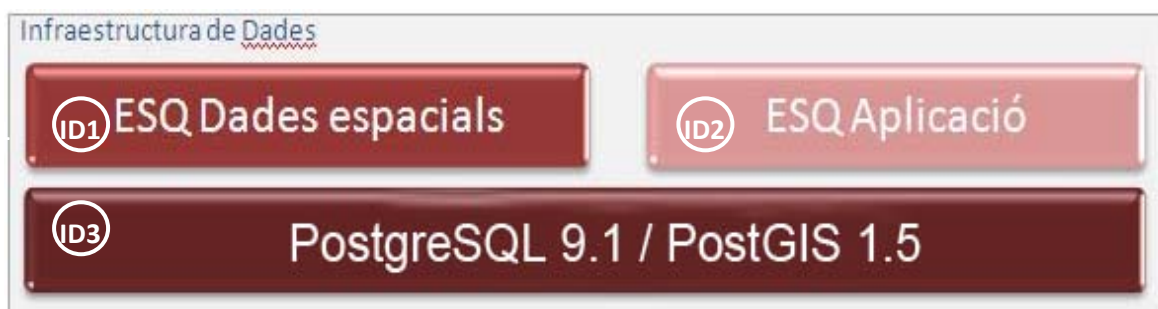 Infraestructura de Dades
ID1 ESQ Dades espacials
ID2 ESQ Aplicació
ID3 PostgreSQL 9.1 / PostGIS 1.5